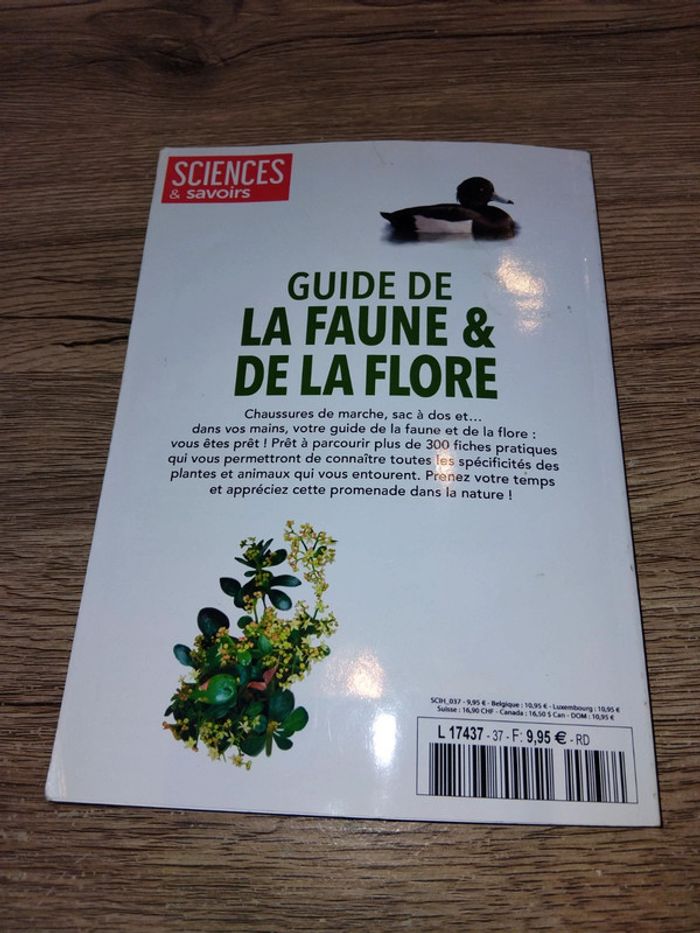 SCIENCES
& savoirs
GUIDE DE
LA FAUNE &
DE LA FLORE
Chaussures de marche, sac à dos et...
dans vos mains, votre guide de la faune et de la flore :
vous êtes prêt ! Prêt à parcourir plus de 300 fiches pratiques
qui vous permettront de connaître toutes les spécificités des
plantes et animaux qui vous entourent. Prenez votre temps
et appréciez cette promenade dans la nature !
SCIH_037 - 9,95 € - Belgique : 10,95 € - Luxembourg : 10,95 €
Suisse : 16,90 CHF - Canada : 16,50 $ Can - DOM : 10,95 €
L 17437 - 37 - F: 9,95 € - RD